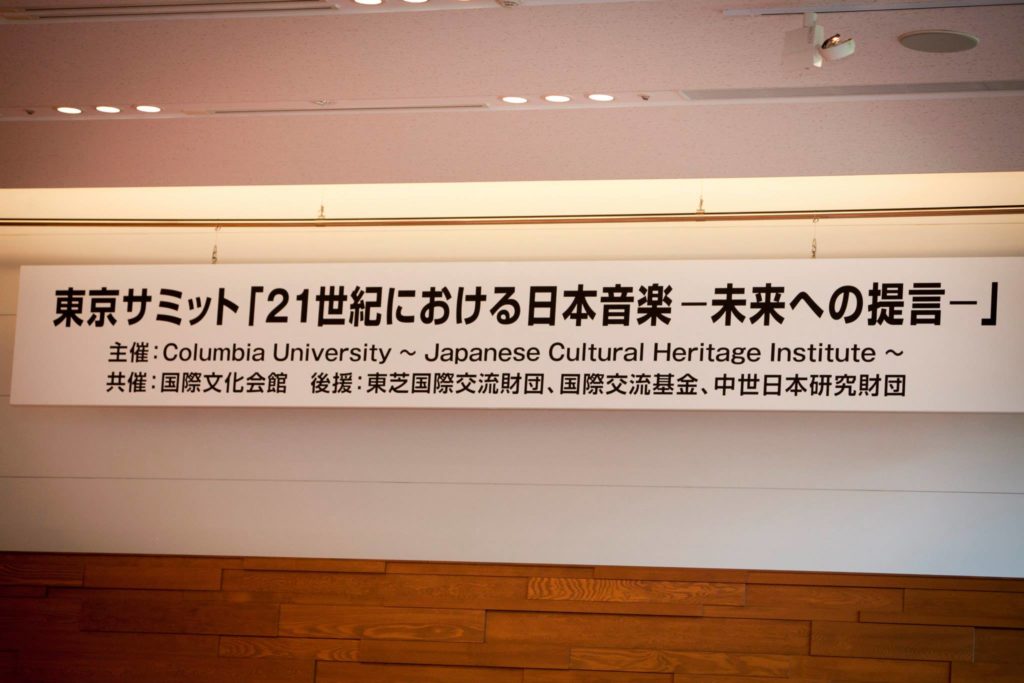 東京サミット「21世紀における日本音楽－未来への提言－」
主催：Columbia University ～ Japanese Cultural Heritage Institute ～
共催：国際文化会館　後援：東芝国際交流財団、国際交流基金、中世日本研究財団